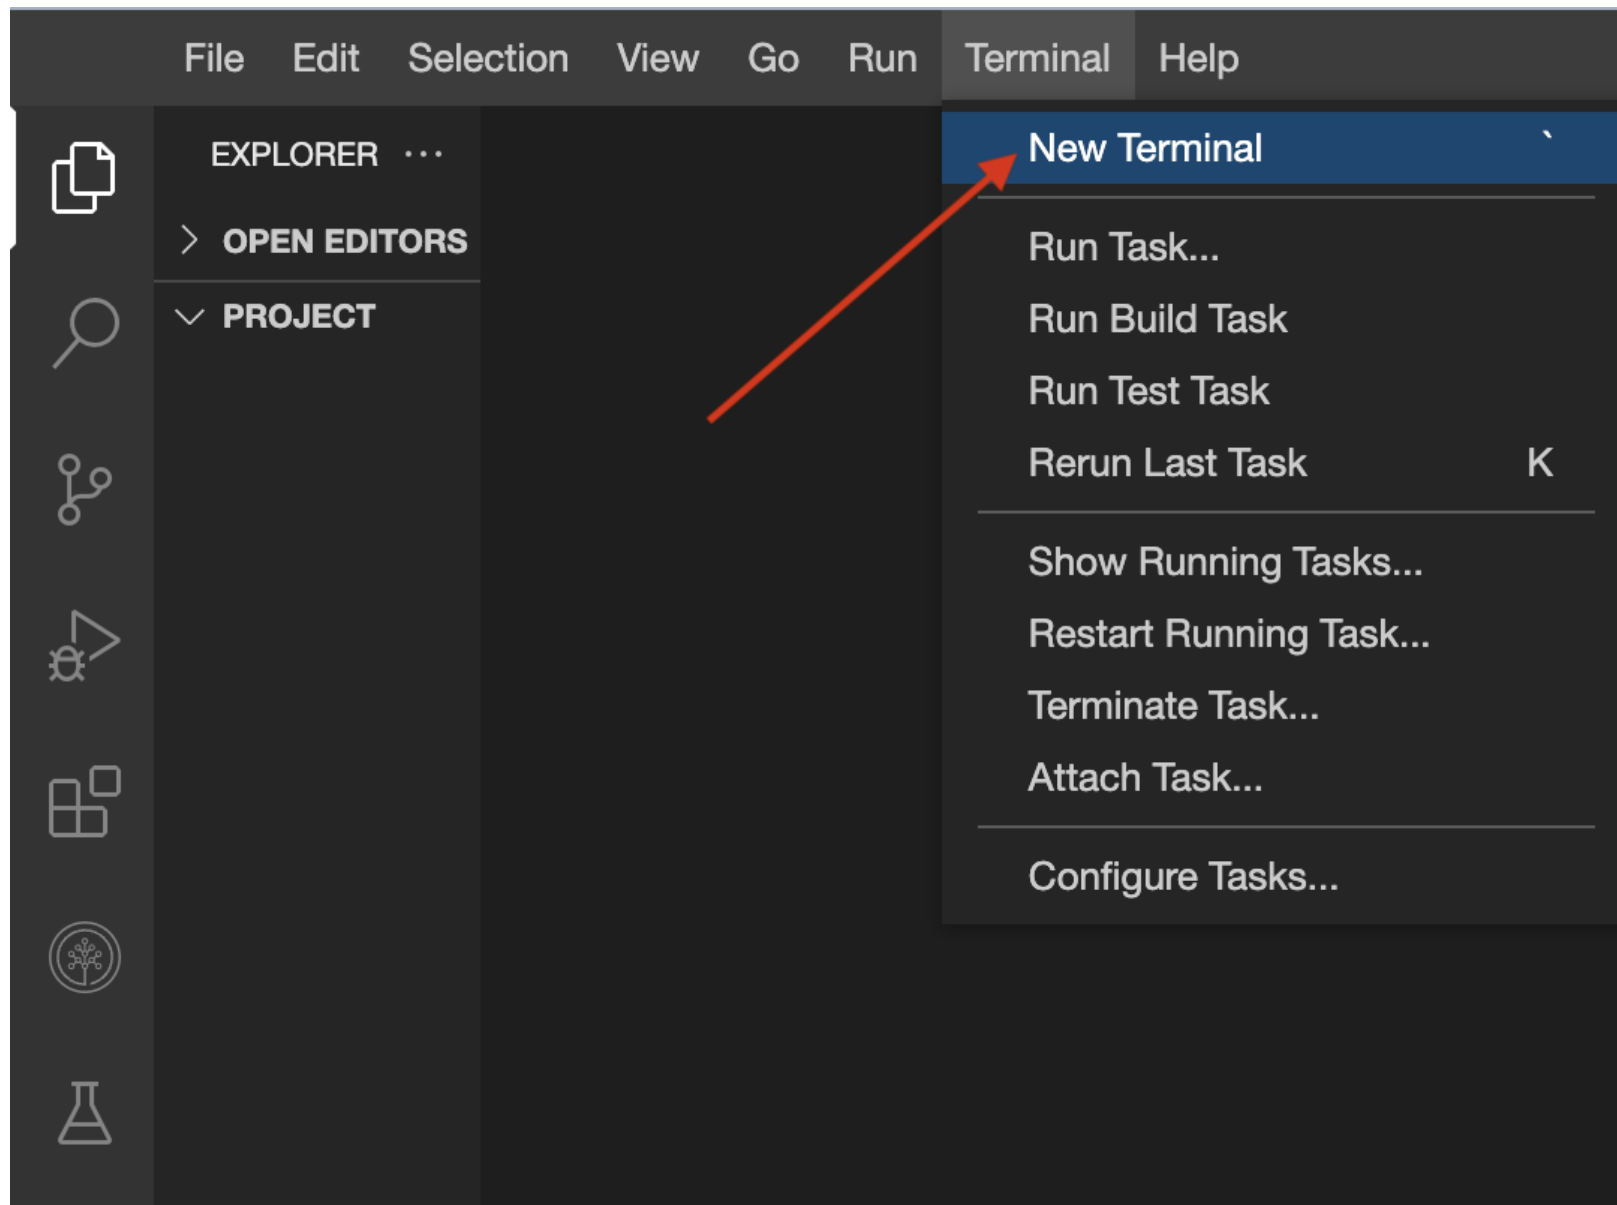 File Edit Selection View Go Run Terminal Help
EXPLORER ...
OPEN EDITORS
PROJECT
New Terminal `
Run Task...
Run Build Task
Run Test Task
Rerun Last Task K
Show Running Tasks...
Restart Running Task...
Terminate Task...
Attach Task...
Configure Tasks...